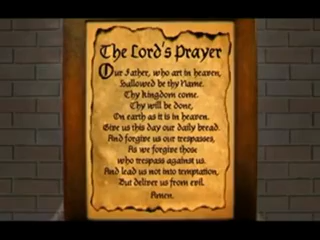 The Lord's Prayer
Our Father, who art in heaven,
hallowed be thy Name.
Thy kingdom come.
Thy will be done,
On earth as it is in heaven.
Give us this day our daily bread.
And forgive us our trespasses,
As we forgive those
who trespass against us.
And lead us not into temptation,
But deliver us from evil.
Amen.